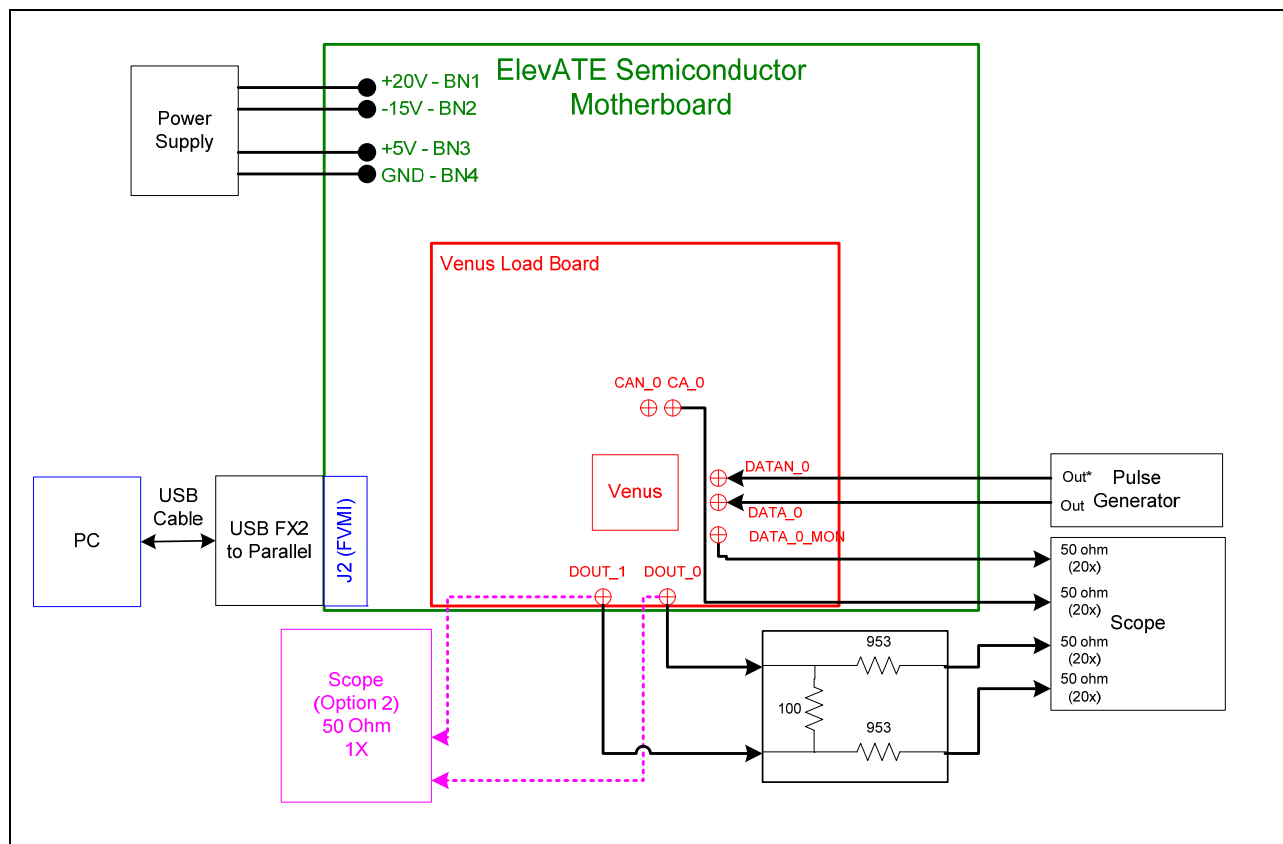 ElevATE Semiconductor
Motherboard
Power
Supply
+20V - BN1
-15V - BN2
+5V - BN3
GND - BN4
Venus Load Board
CAN_0 CA_0
Venus
DATAN_0
DATA_0
DATA_0_MON
DOUT_1 DOUT_0
PC
USB
Cable
USB FX2
to Parallel
J2 (FVMI)
Out*
Out
Pulse
Generator
50 ohm
(20x)
50 ohm
(20x)
Scope
50 ohm
(20x)
50 ohm
(20x)
953
100
953
Scope
(Option 2)
50 Ohm
1X